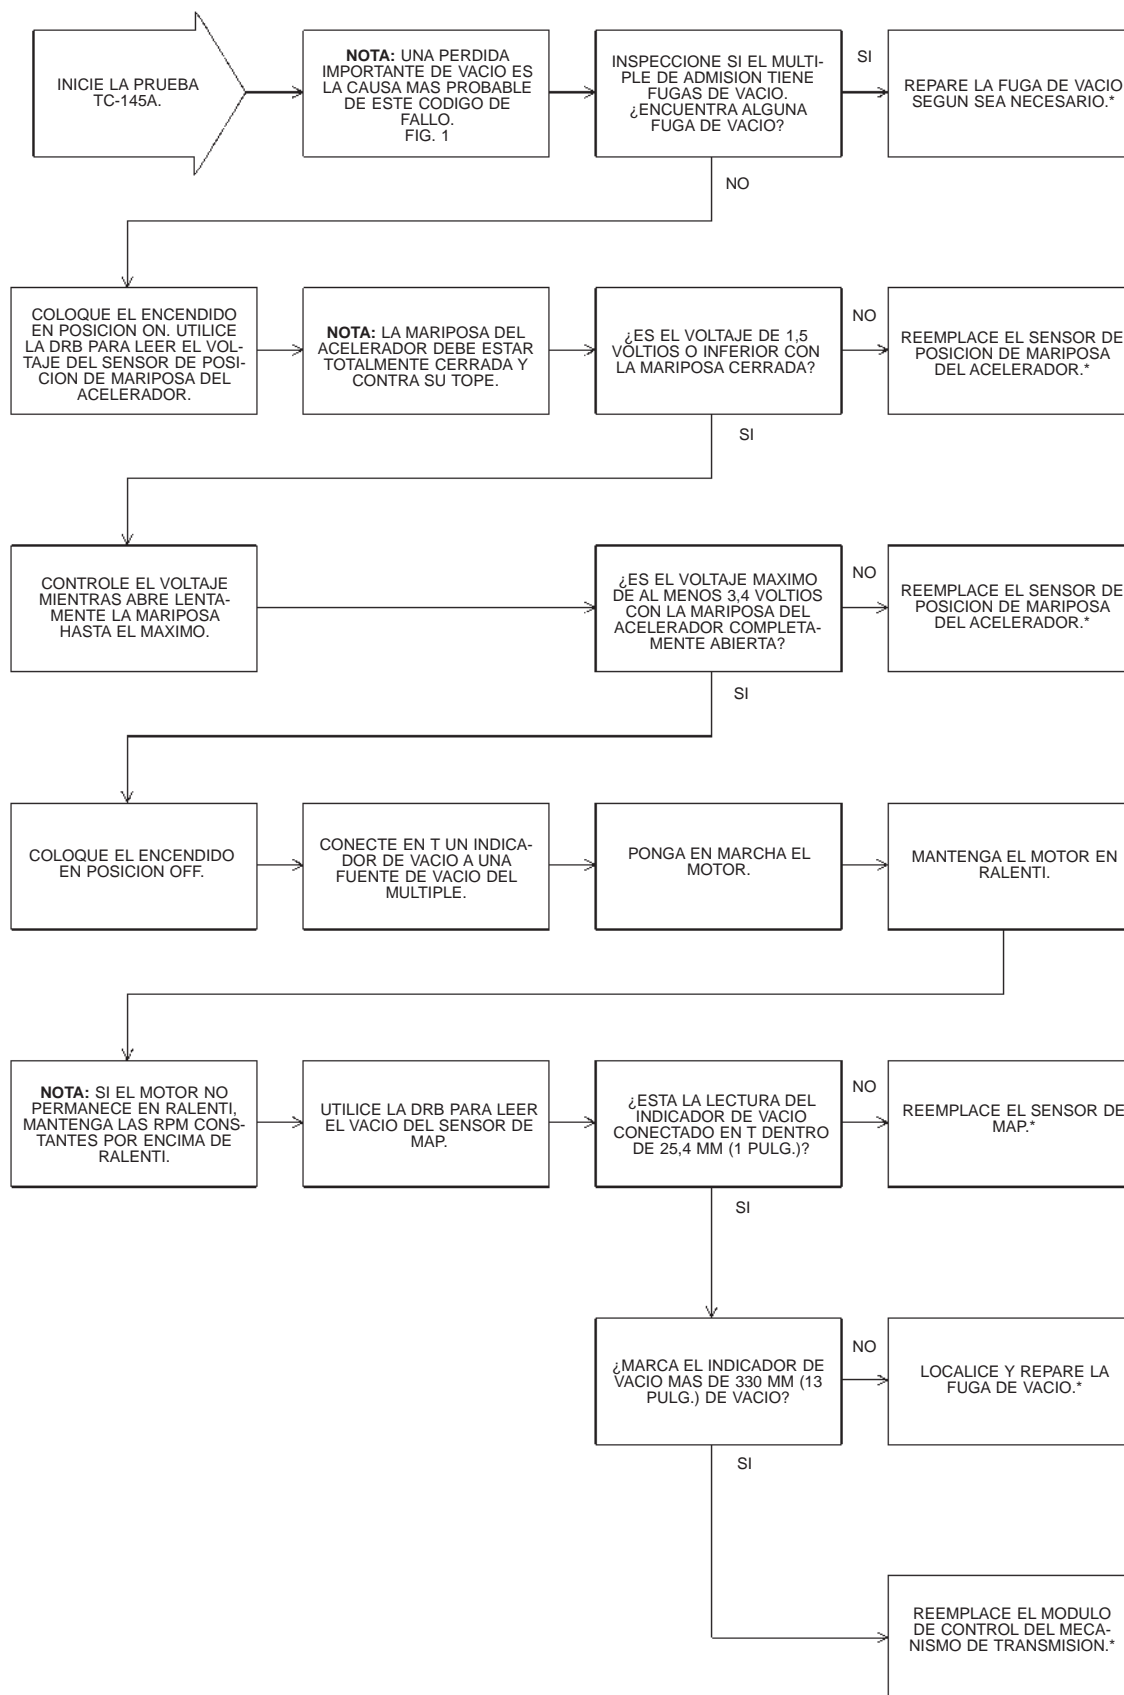 INICIE LA PRUEBA
TC-145A.
NOTA: UNA PERDIDA
IMPORTANTE DE VACIO ES
LA CAUSA MAS PROBABLE
DE ESTE CODIGO DE
FALLO.
FIG. 1
INSPECCIONE SI EL MULTI-
PLE DE ADMISION TIENE
FUGAS DE VACIO.
¿ENCUENTRA ALGUNA
FUGA DE VACIO?
SI
REPARE LA FUGA DE VACIO
SEGUN SEA NECESARIO.*
NO
COLOQUE EL ENCENDIDO
EN POSICION ON. UTILICE
LA DRB PARA LEER EL VOL-
TAJE DEL SENSOR DE POSI-
CION DE MARIPOSA DEL
ACELERADOR.
NOTA: LA MARIPOSA DEL
ACELERADOR DEBE ESTAR
TOTALMENTE CERRADA Y
CONTRA SU TOPE.
¿ES EL VOLTAJE DE 1,5
VOLTIOS O INFERIOR CON
LA MARIPOSA CERRADA?
NO
REEMPLACE EL SENSOR DE
POSICION DE MARIPOSA
DEL ACELERADOR.*
SI
CONTROLE EL VOLTAJE
MIENTRAS ABRE LENTA-
MENTE LA MARIPOSA
HASTA EL MAXIMO.
¿ES EL VOLTAJE MAXIMO
DE AL MENOS 3,4 VOLTIOS
CON LA MARIPOSA DEL
ACELERADOR COMPLETA-
MENTE ABIERTA?
NO
REEMPLACE EL SENSOR DE
POSICION DE MARIPOSA
DEL ACELERADOR.*
SI
COLOQUE EL ENCENDIDO
EN POSICION OFF.
CONECTE EN T UN INDICA-
DOR DE VACIO A UNA
FUENTE DE VACIO DEL
MULTIPLE.
PONGA EN MARCHA EL
MOTOR.
MANTENGA EL MOTOR EN
RALENTI.
NOTA: SI EL MOTOR NO
PERMANECE EN RALENTI,
MANTENGA LAS RPM CONS-
TANTES POR ENCIMA DE
RALENTI.
UTILICE LA DRB PARA LEER
EL VACIO DEL SENSOR DE
MAP.
¿ESTA LA LECTURA DEL
INDICADOR DE VACIO
CONECTADO EN T DENTRO
DE 25,4 MM (1 PULG.)?
NO
REEMPLACE EL SENSOR DE
MAP.*
SI
¿MARCA EL INDICADOR DE
VACIO MAS DE 330 MM (13
PULG.) DE VACIO?
NO
LOCALICE Y REPARE LA
FUGA DE VACIO.*
SI
REEMPLACE EL MODULO
DE CONTROL DEL MECA-
NISMO DE TRANSMISION.*